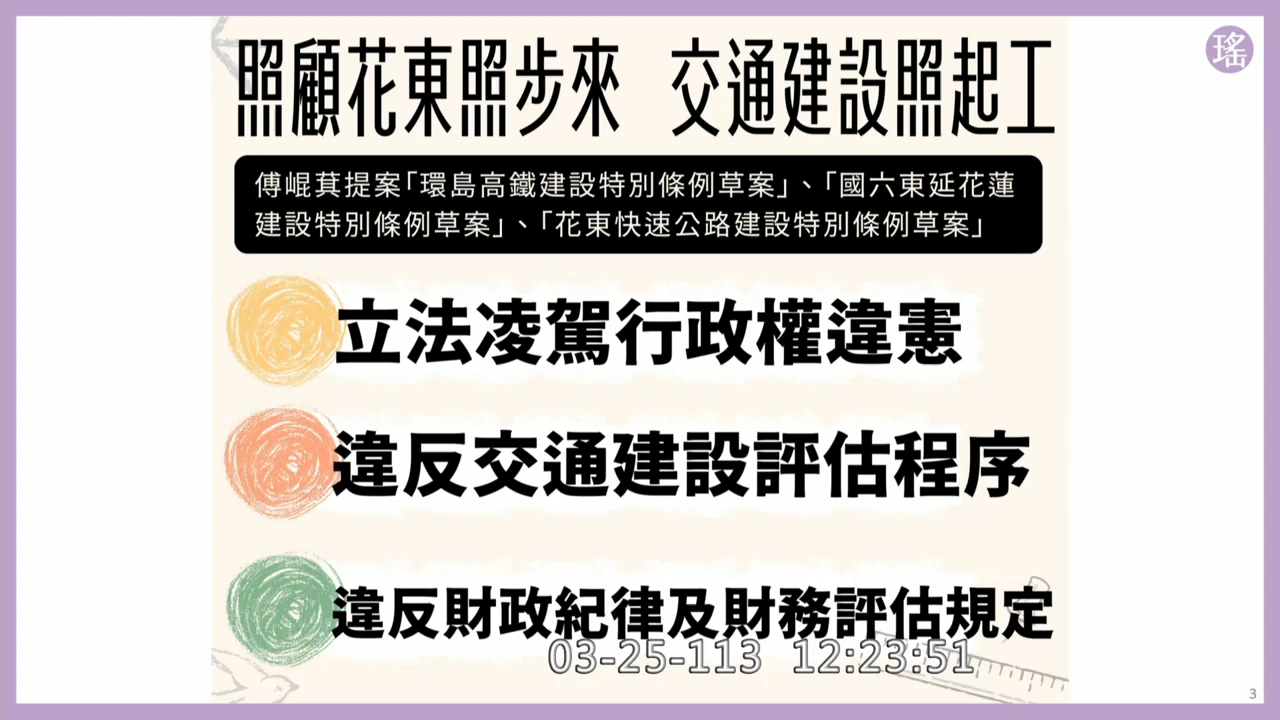 照顧花東照步來 交通建設照起工
瑤
傅崐萁提案「環島高鐵建設特別條例草案」、「國六東延花蓮
建設特別條例草案」、「花東快速公路建設特別條例草案」
立法凌駕行政權違憲
違反交通建設評估程序
違反財政紀律及財務評估規定
03-25-113 12:23:51
3